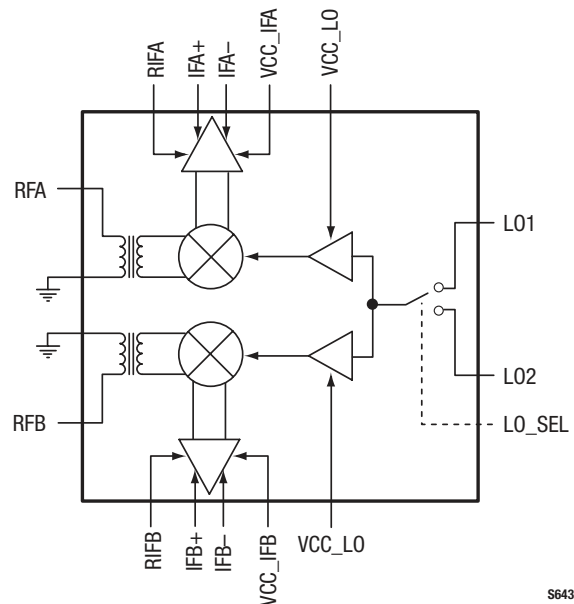 RIFA
IFA+
IFA–
VCC_IFA
VCC_LO
RFA
LO1
LO2
RFB
LO_SEL
RIFB
IFB+
IFB–
VCC_IFB
VCC_LO
S643